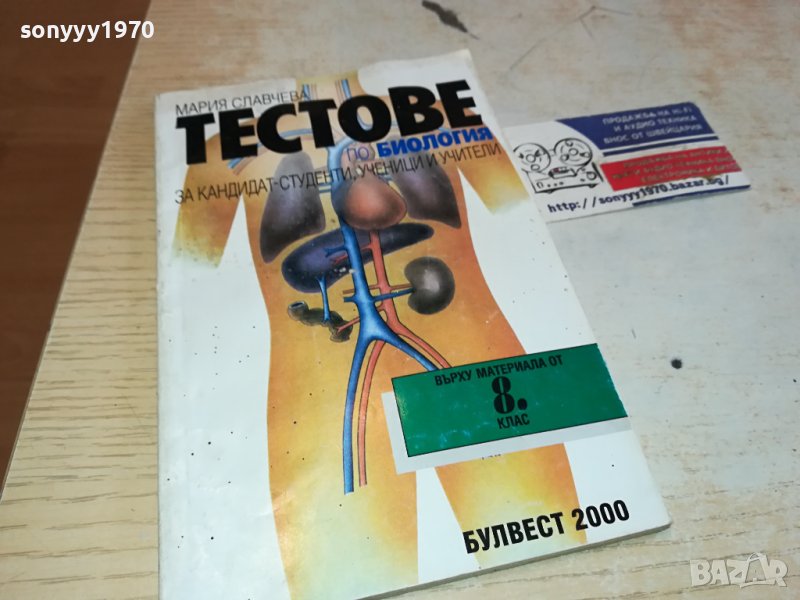 sonyyy1970
МАРИЯ СЛАВЧЕВА
ТЕСТОВЕ
ПО БИОЛОГИЯ
ЗА КАНДИДАТ-СТУДЕНТИ, УЧЕНИЦИ И УЧИТЕЛИ
ВЪРХУ МАТЕРИАЛА ОТ
8.
КЛАС
БУЛВЕСТ 2000
ПРОДАЖБА НА HI-FI
И АУДИО ТЕХНИКА
ВНОС ОТ ШВЕЙЦАРИЯ
http://sonyyy1970.bazar.bg/
BAZAR